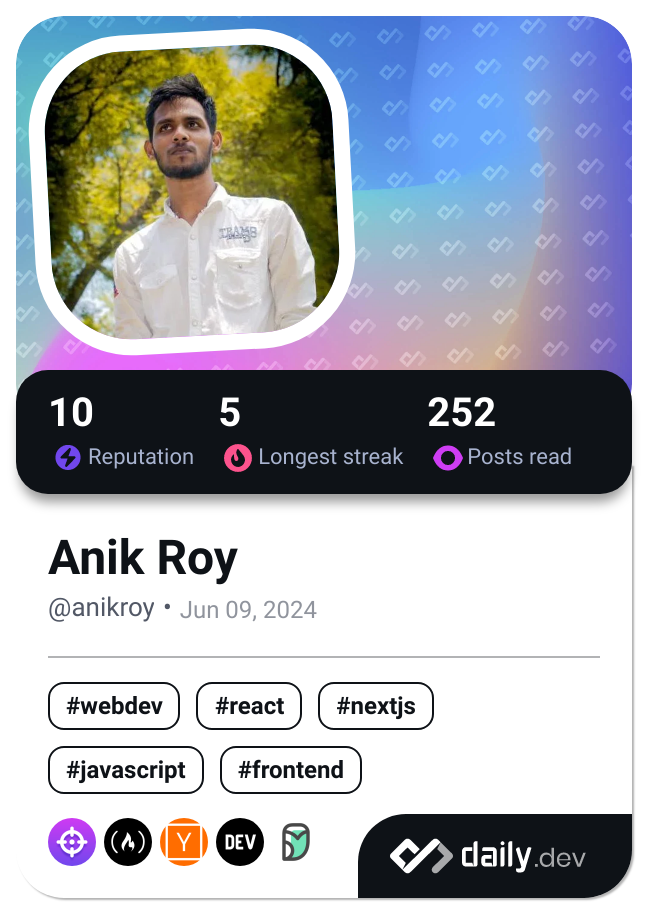 10 5 252
Reputation Longest streak Posts read
Anik Roy
@anikroy • Jun 09, 2024
#webdev #react #nextjs
#javascript #frontend
Y DEV
daily.dev